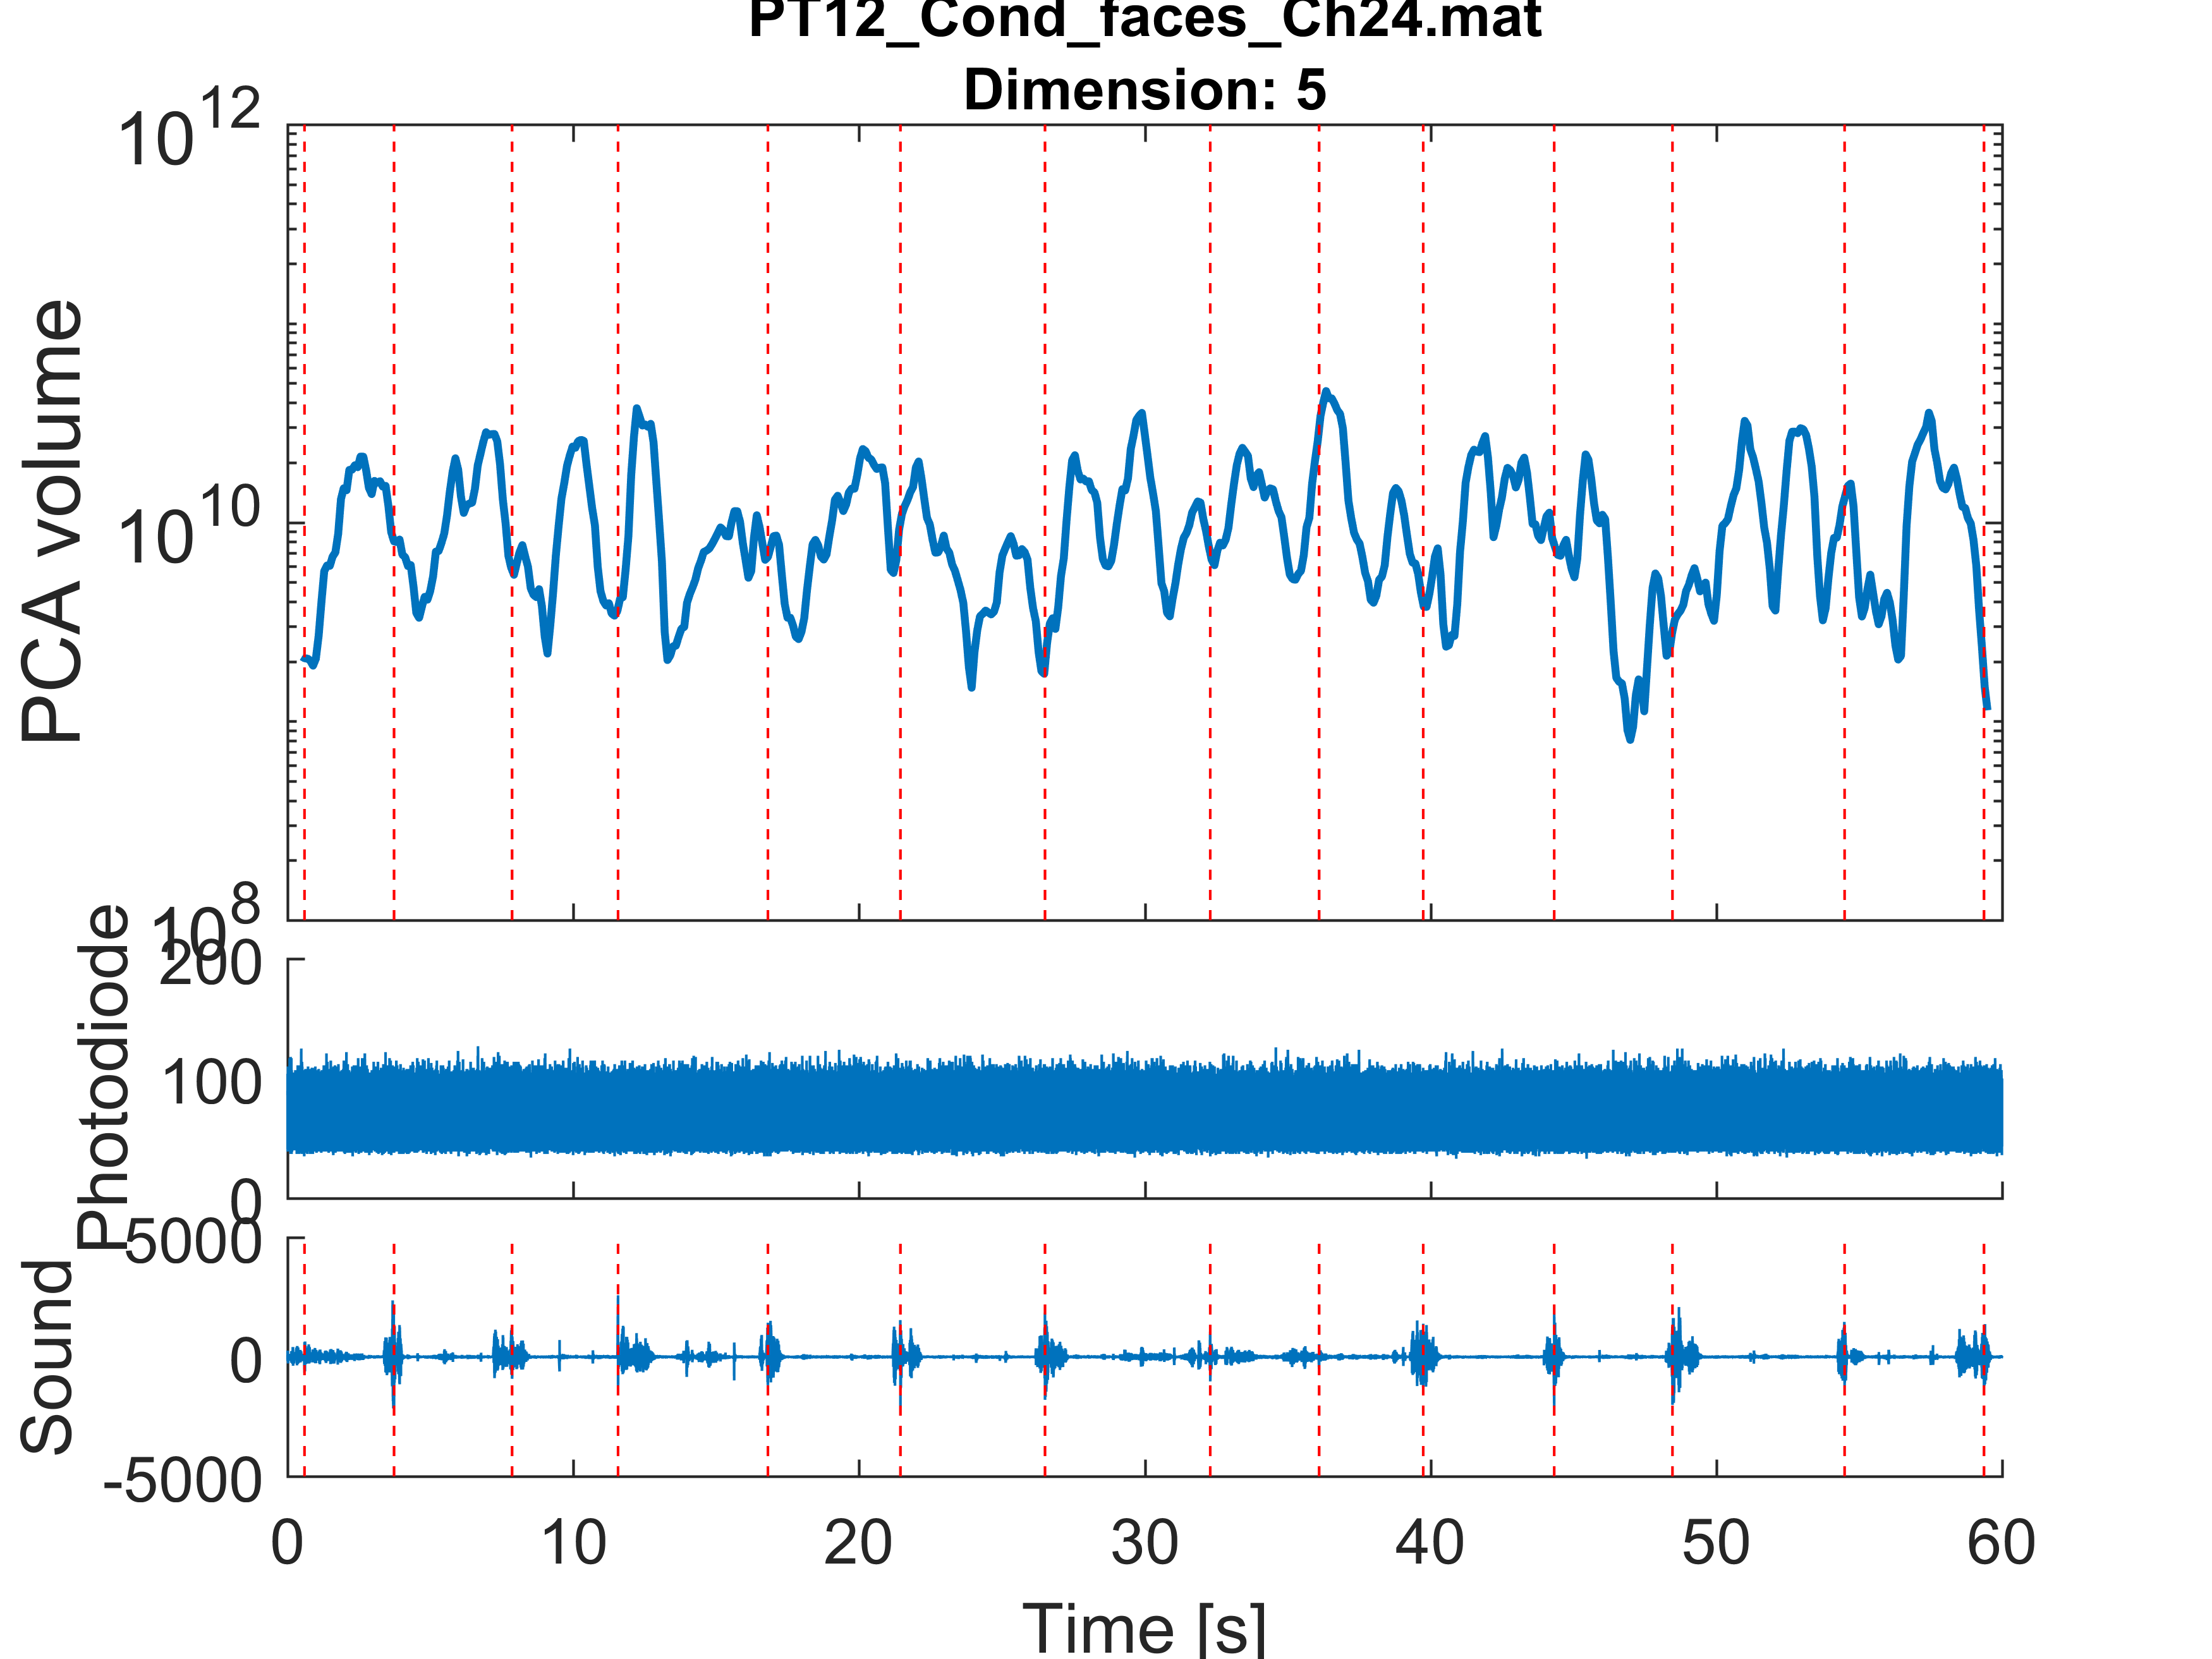 PT12_Cond_faces_Ch24.mat
Dimension: 5
10^12
10^10
10^8
PCA volume
200
100
0
Photodiode
5000
0
-5000
Sound
0 10 20 30 40 50 60
Time [s]